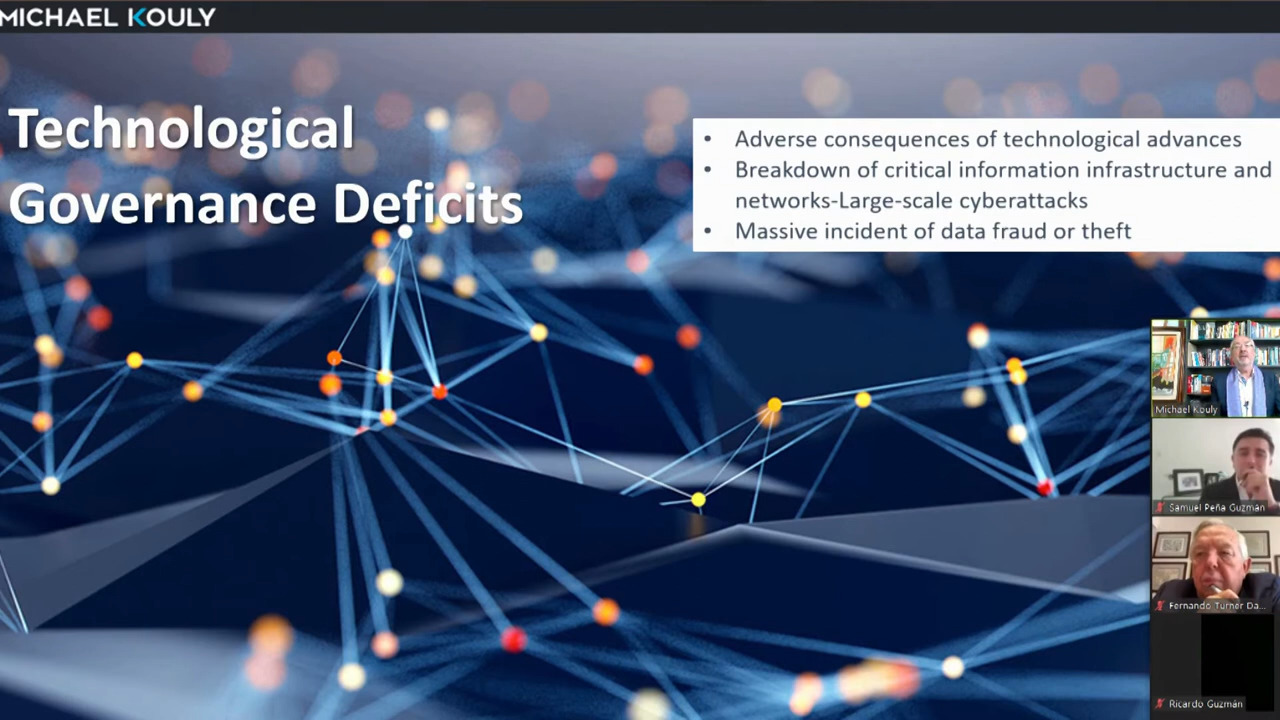 MICHAEL KOULY
Technological
Governance Deficits
• Adverse consequences of technological advances
• Breakdown of critical information infrastructure and
networks-Large-scale cyberattacks
• Massive incident of data fraud or theft
Michael Kouly
Samuel Peña Guzmán
Fernando Turner Da...
Ricardo Guzmán